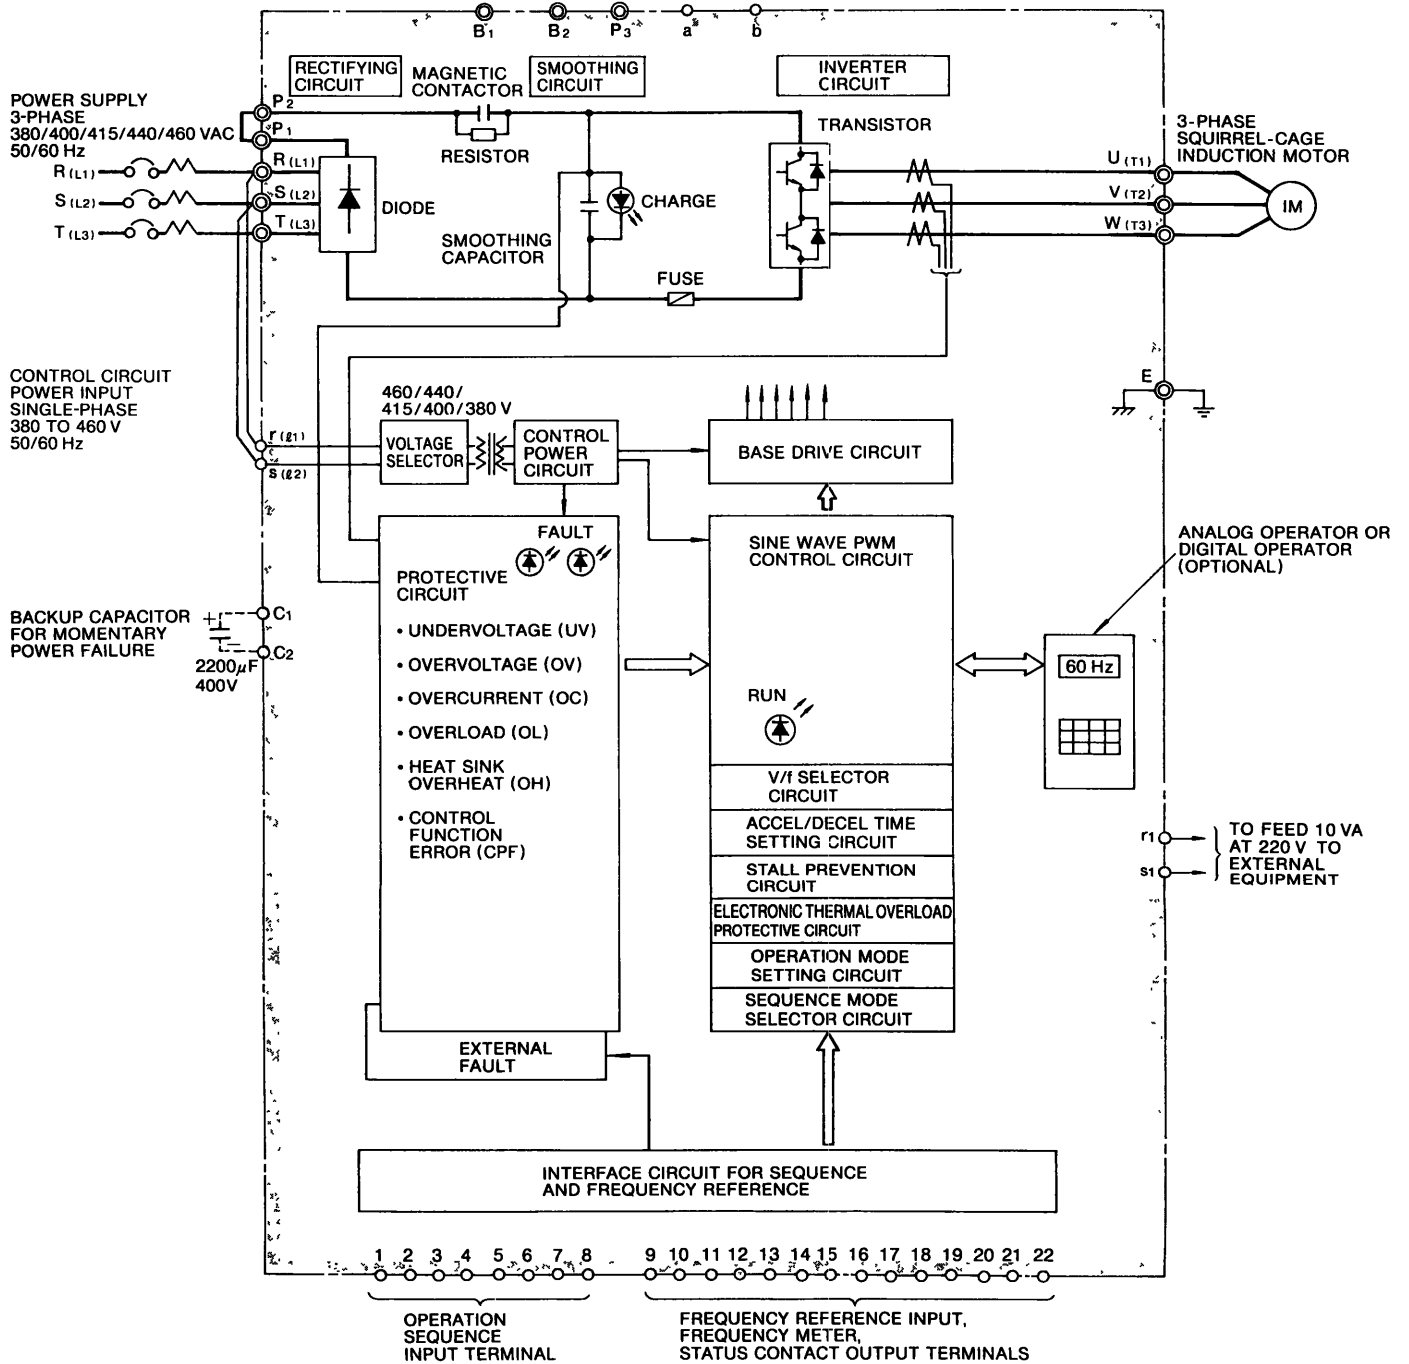 B1
B2
P3
a
b
RECTIFYING
CIRCUIT
MAGNETIC
CONTACTOR
SMOOTHING
CIRCUIT
INVERTER
CIRCUIT
POWER SUPPLY
3-PHASE
380/400/415/440/460 VAC
50/60 Hz
P2
P1
RESISTOR
TRANSISTOR
3-PHASE
SQUIRREL-CAGE
INDUCTION MOTOR
R (L1)
S (L2)
T (L3)
R (L1)
S (L2)
T (L3)
DIODE
CHARGE
SMOOTHING
CAPACITOR
FUSE
U (T1)
V (T2)
W (T3)
IM
E
CONTROL CIRCUIT
POWER INPUT
SINGLE-PHASE
380 TO 460 V
50/60 Hz
r (ℓ1)
s (ℓ2)
460/440/
415/400/380 V
VOLTAGE
SELECTOR
CONTROL
POWER
CIRCUIT
BASE DRIVE CIRCUIT
FAULT
PROTECTIVE
CIRCUIT
• UNDERVOLTAGE (UV)
• OVERVOLTAGE (OV)
• OVERCURRENT (OC)
• OVERLOAD (OL)
• HEAT SINK
OVERHEAT (OH)
• CONTROL
FUNCTION
ERROR (CPF)
SINE WAVE PWM
CONTROL CIRCUIT
RUN
V/f SELECTOR
CIRCUIT
ACCEL/DECEL TIME
SETTING CIRCUIT
STALL PREVENTION
CIRCUIT
ELECTRONIC THERMAL OVERLOAD
PROTECTIVE CIRCUIT
OPERATION MODE
SETTING CIRCUIT
SEQUENCE MODE
SELECTOR CIRCUIT
ANALOG OPERATOR OR
DIGITAL OPERATOR
(OPTIONAL)
60 Hz
BACKUP CAPACITOR
FOR MOMENTARY
POWER FAILURE
+
−
2200µF
400V
C1
C2
r1
s1
TO FEED 10 VA
AT 220 V TO
EXTERNAL
EQUIPMENT
EXTERNAL
FAULT
INTERFACE CIRCUIT FOR SEQUENCE
AND FREQUENCY REFERENCE
1 2 3 4 5 6 7 8 9 10 11 12 13 14 15 16 17 18 19 20 21 22
OPERATION
SEQUENCE
INPUT TERMINAL
FREQUENCY REFERENCE INPUT,
FREQUENCY METER,
STATUS CONTACT OUTPUT TERMINALS